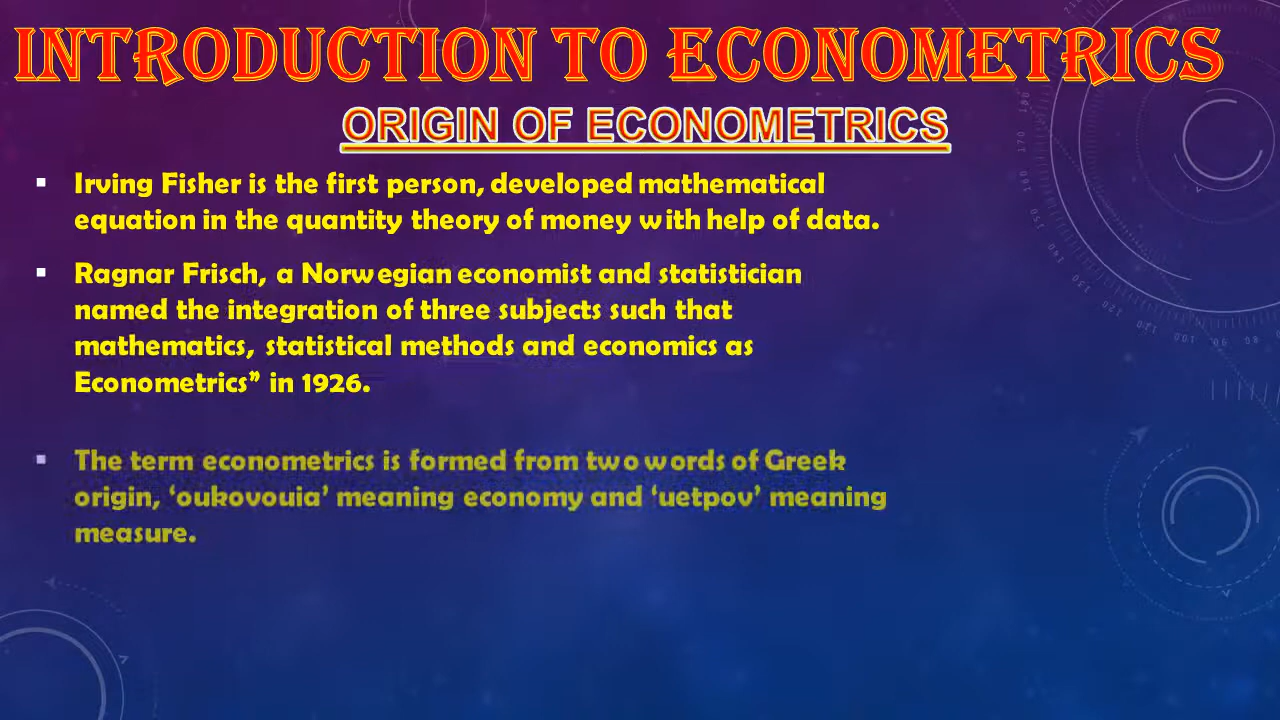 INTRODUCTION TO ECONOMETRICS
ORIGIN OF ECONOMETRICS
▪ Irving Fisher is the first person, developed mathematical
equation in the quantity theory of money with help of data.
▪ Ragnar Frisch, a Norwegian economist and statistician
named the integration of three subjects such that
mathematics, statistical methods and economics as
Econometrics” in 1926.
▪ The term econometrics is formed from two words of Greek
origin, ‘oukovouia’ meaning economy and ‘uetpov’ meaning
measure.